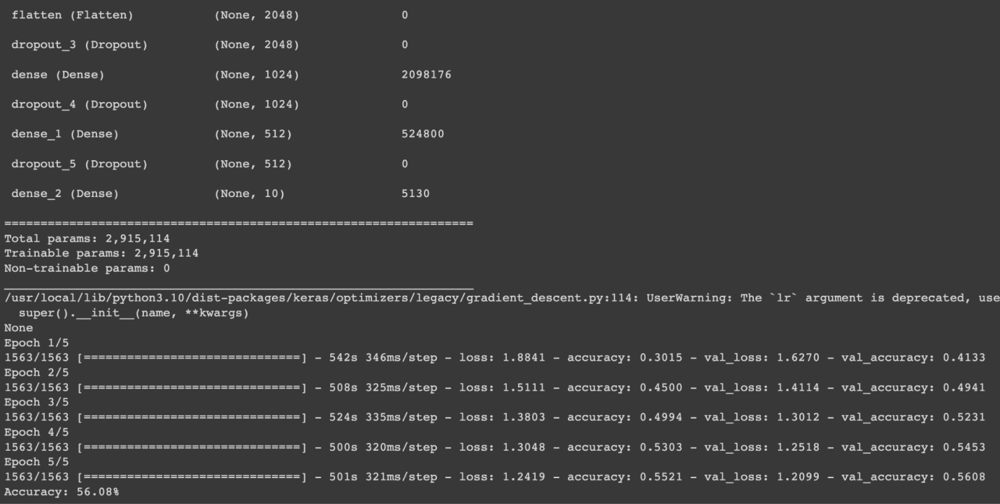 flatten (Flatten) (None, 2048) 0
dropout_3 (Dropout) (None, 2048) 0
dense (Dense) (None, 1024) 2098176
dropout_4 (Dropout) (None, 1024) 0
dense_1 (Dense) (None, 512) 524800
dropout_5 (Dropout) (None, 512) 0
dense_2 (Dense) (None, 10) 5130
=================================================================
Total params: 2,915,114
Trainable params: 2,915,114
Non-trainable params: 0
_________________________________________________________________
/usr/local/lib/python3.10/dist-packages/keras/optimizers/legacy/gradient_descent.py:114: UserWarning: The `lr` argument is deprecated, use
super().__init__(name, **kwargs)
None
Epoch 1/5
1563/1563 [==============================] - 542s 346ms/step - loss: 1.8841 - accuracy: 0.3015 - val_loss: 1.6270 - val_accuracy: 0.4133
Epoch 2/5
1563/1563 [==============================] - 508s 325ms/step - loss: 1.5111 - accuracy: 0.4500 - val_loss: 1.4114 - val_accuracy: 0.4941
Epoch 3/5
1563/1563 [==============================] - 524s 335ms/step - loss: 1.3803 - accuracy: 0.4994 - val_loss: 1.3012 - val_accuracy: 0.5231
Epoch 4/5
1563/1563 [==============================] - 500s 320ms/step - loss: 1.3048 - accuracy: 0.5303 - val_loss: 1.2518 - val_accuracy: 0.5453
Epoch 5/5
1563/1563 [==============================] - 501s 321ms/step - loss: 1.2419 - accuracy: 0.5521 - val_loss: 1.2099 - val_accuracy: 0.5608
Accuracy: 56.08%